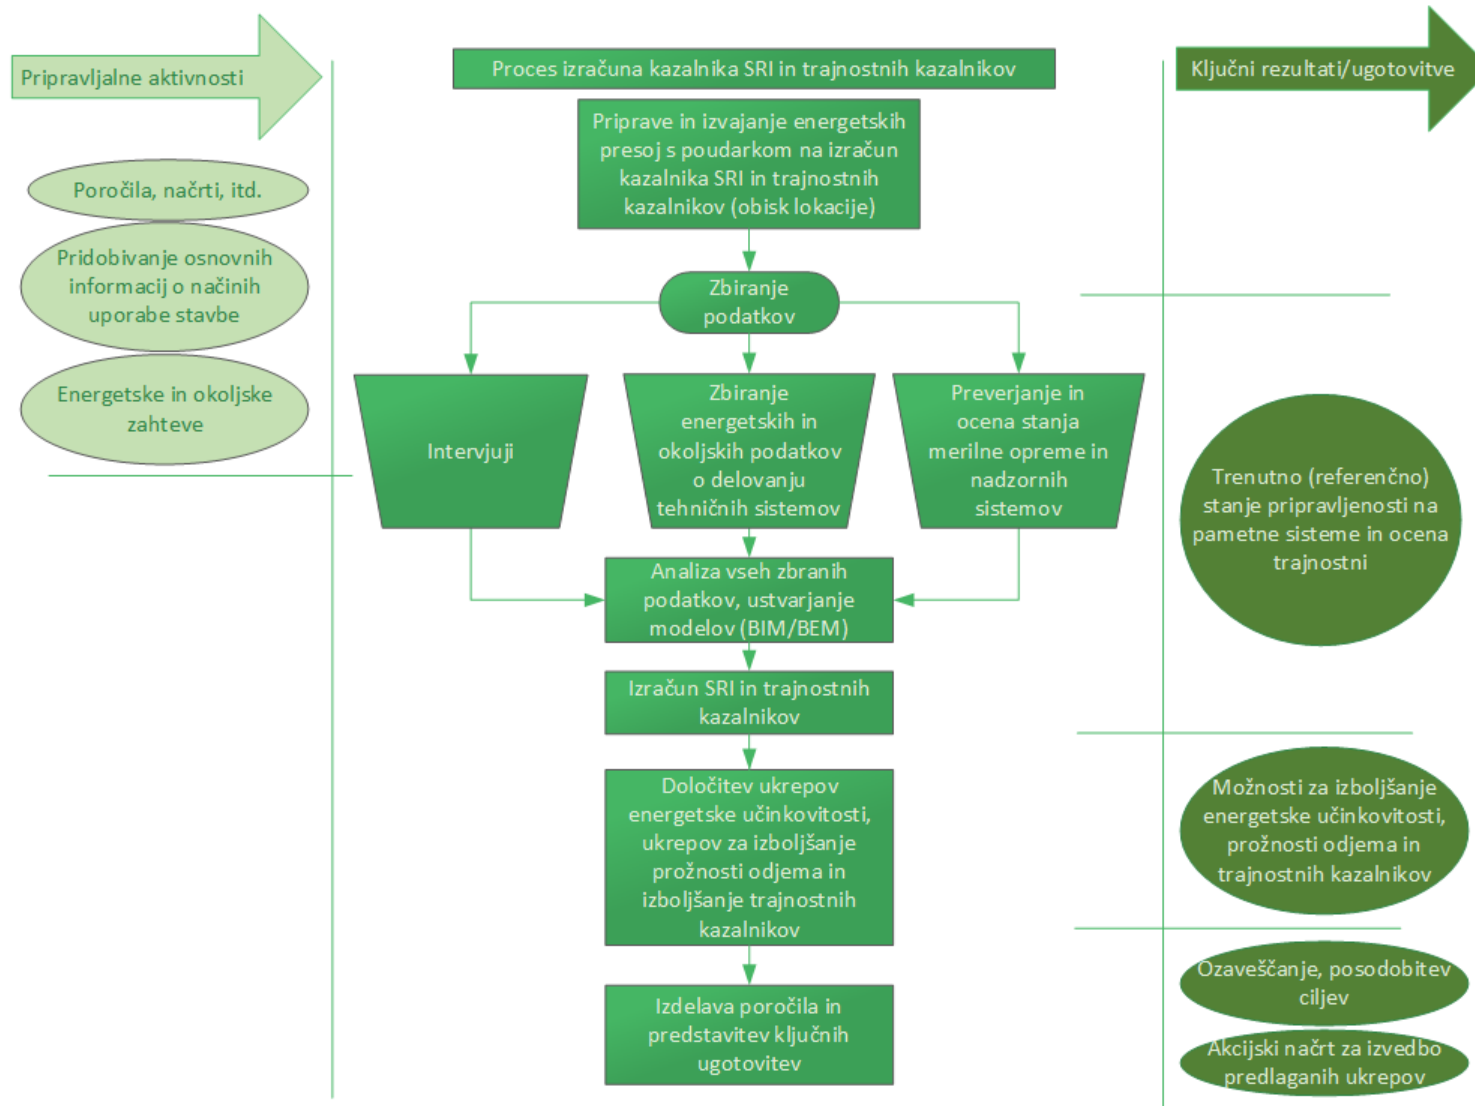 Pripravljalne aktivnosti
Poročila, načrti, itd.
Pridobivanje osnovnih
informacij o načinih
uporabe stavbe
Energetske in okoljske
zahteve
Proces izračuna kazalnika SRI in trajnostnih kazalnikov
Priprave in izvajanje energetskih
presoj s poudarkom na izračun
kazalnika SRI in trajnostnih
kazalnikov (obisk lokacije)
Zbiranje
podatkov
Intervjuji
Zbiranje
energetskih in
okoljskih podatkov
o delovanju
tehničnih sistemov
Preverjanje in
ocena stanja
merilne opreme in
nadzornih
sistemov
Analiza vseh zbranih
podatkov, ustvarjanje
modelov (BIM/BEM)
Izračun SRI in trajnostnih
kazalnikov
Določitev ukrepov
energetske učinkovitosti,
ukrepov za izboljšanje
prožnosti odjema in
izboljšanje trajnostnih
kazalnikov
Izdelava poročila in
predstavitev ključnih
ugotovitev
Ključni rezultati/ugotovitve
Trenutno (referenčno)
stanje pripravljenosti na
pametne sisteme in ocena
trajnostni
Možnosti za izboljšanje
energetske učinkovitosti,
prožnosti odjema in
trajnostnih kazalnikov
Ozaveščanje, posodobitev
ciljev
Akcijski načrt za izvedbo
predlaganih ukrepov